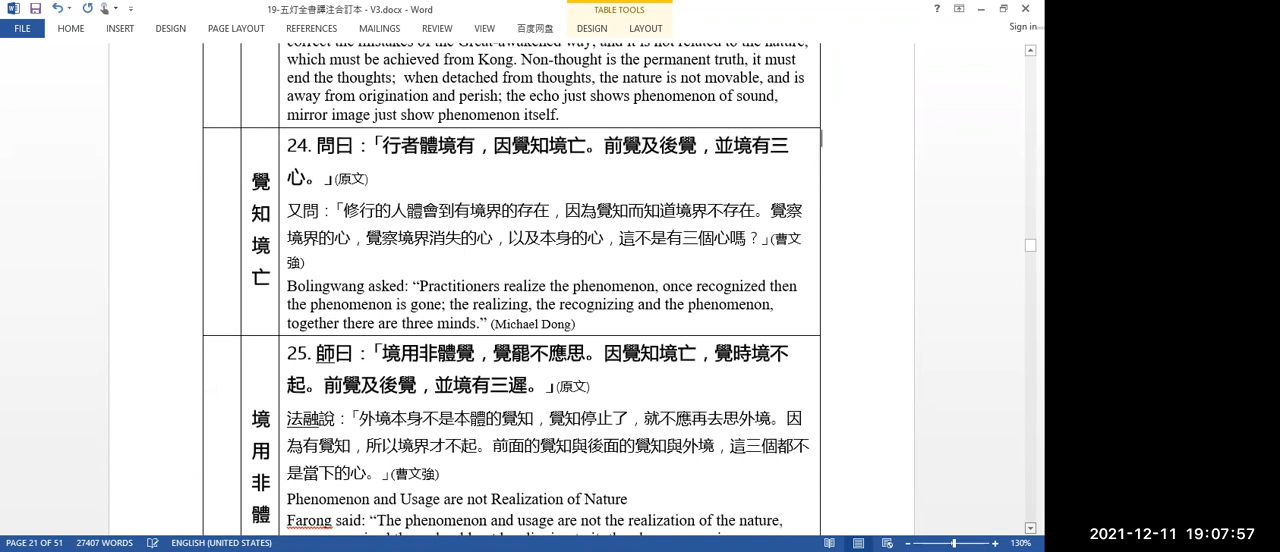 19-五灯全書譯注合訂本 - V3.docx - Word
TABLE TOOLS
Sign in
FILE HOME INSERT DESIGN PAGE LAYOUT REFERENCES MAILINGS REVIEW VIEW 百度网盘 DESIGN LAYOUT
correct the mistakes of the Great-awakened way, and it is not related to the nature,
which must be achieved from Kong. Non-thought is the permanent truth, it must
end the thoughts; when detached from thoughts, the nature is not movable, and is
away from origination and perish; the echo just shows phenomenon of sound,
mirror image just show phenomenon itself.
覺知境亡
24. 問曰：「行者體境有，因覺知境亡。前覺及後覺，並境有三
心。」(原文)
又問：「修行的人體會到有境界的存在，因為覺知而知道境界不存在。覺察
境界的心，覺察境界消失的心，以及本身的心，這不是有三個心嗎？」(曹文
強)
Bolingwang asked: “Practitioners realize the phenomenon, once recognized then
the phenomenon is gone; the realizing, the recognizing and the phenomenon,
together there are three minds.” (Michael Dong)
境用非體
25. 師曰：「境用非體覺，覺罷不應思。因覺知境亡，覺時境不
起。前覺及後覺，並境有三遲。」(原文)
法融說：「外境本身不是本體的覺知，覺知停止了，就不應再去思外境。因
為有覺知，所以境界才不起。前面的覺知與後面的覺知與外境，這三個都不
是當下的心。」(曹文強)
Phenomenon and Usage are not Realization of Nature
Farong said: “The phenomenon and usage are not the realization of the nature,
PAGE 21 OF 51 27407 WORDS ENGLISH (UNITED STATES) 130%
2021-12-11 19:07:57